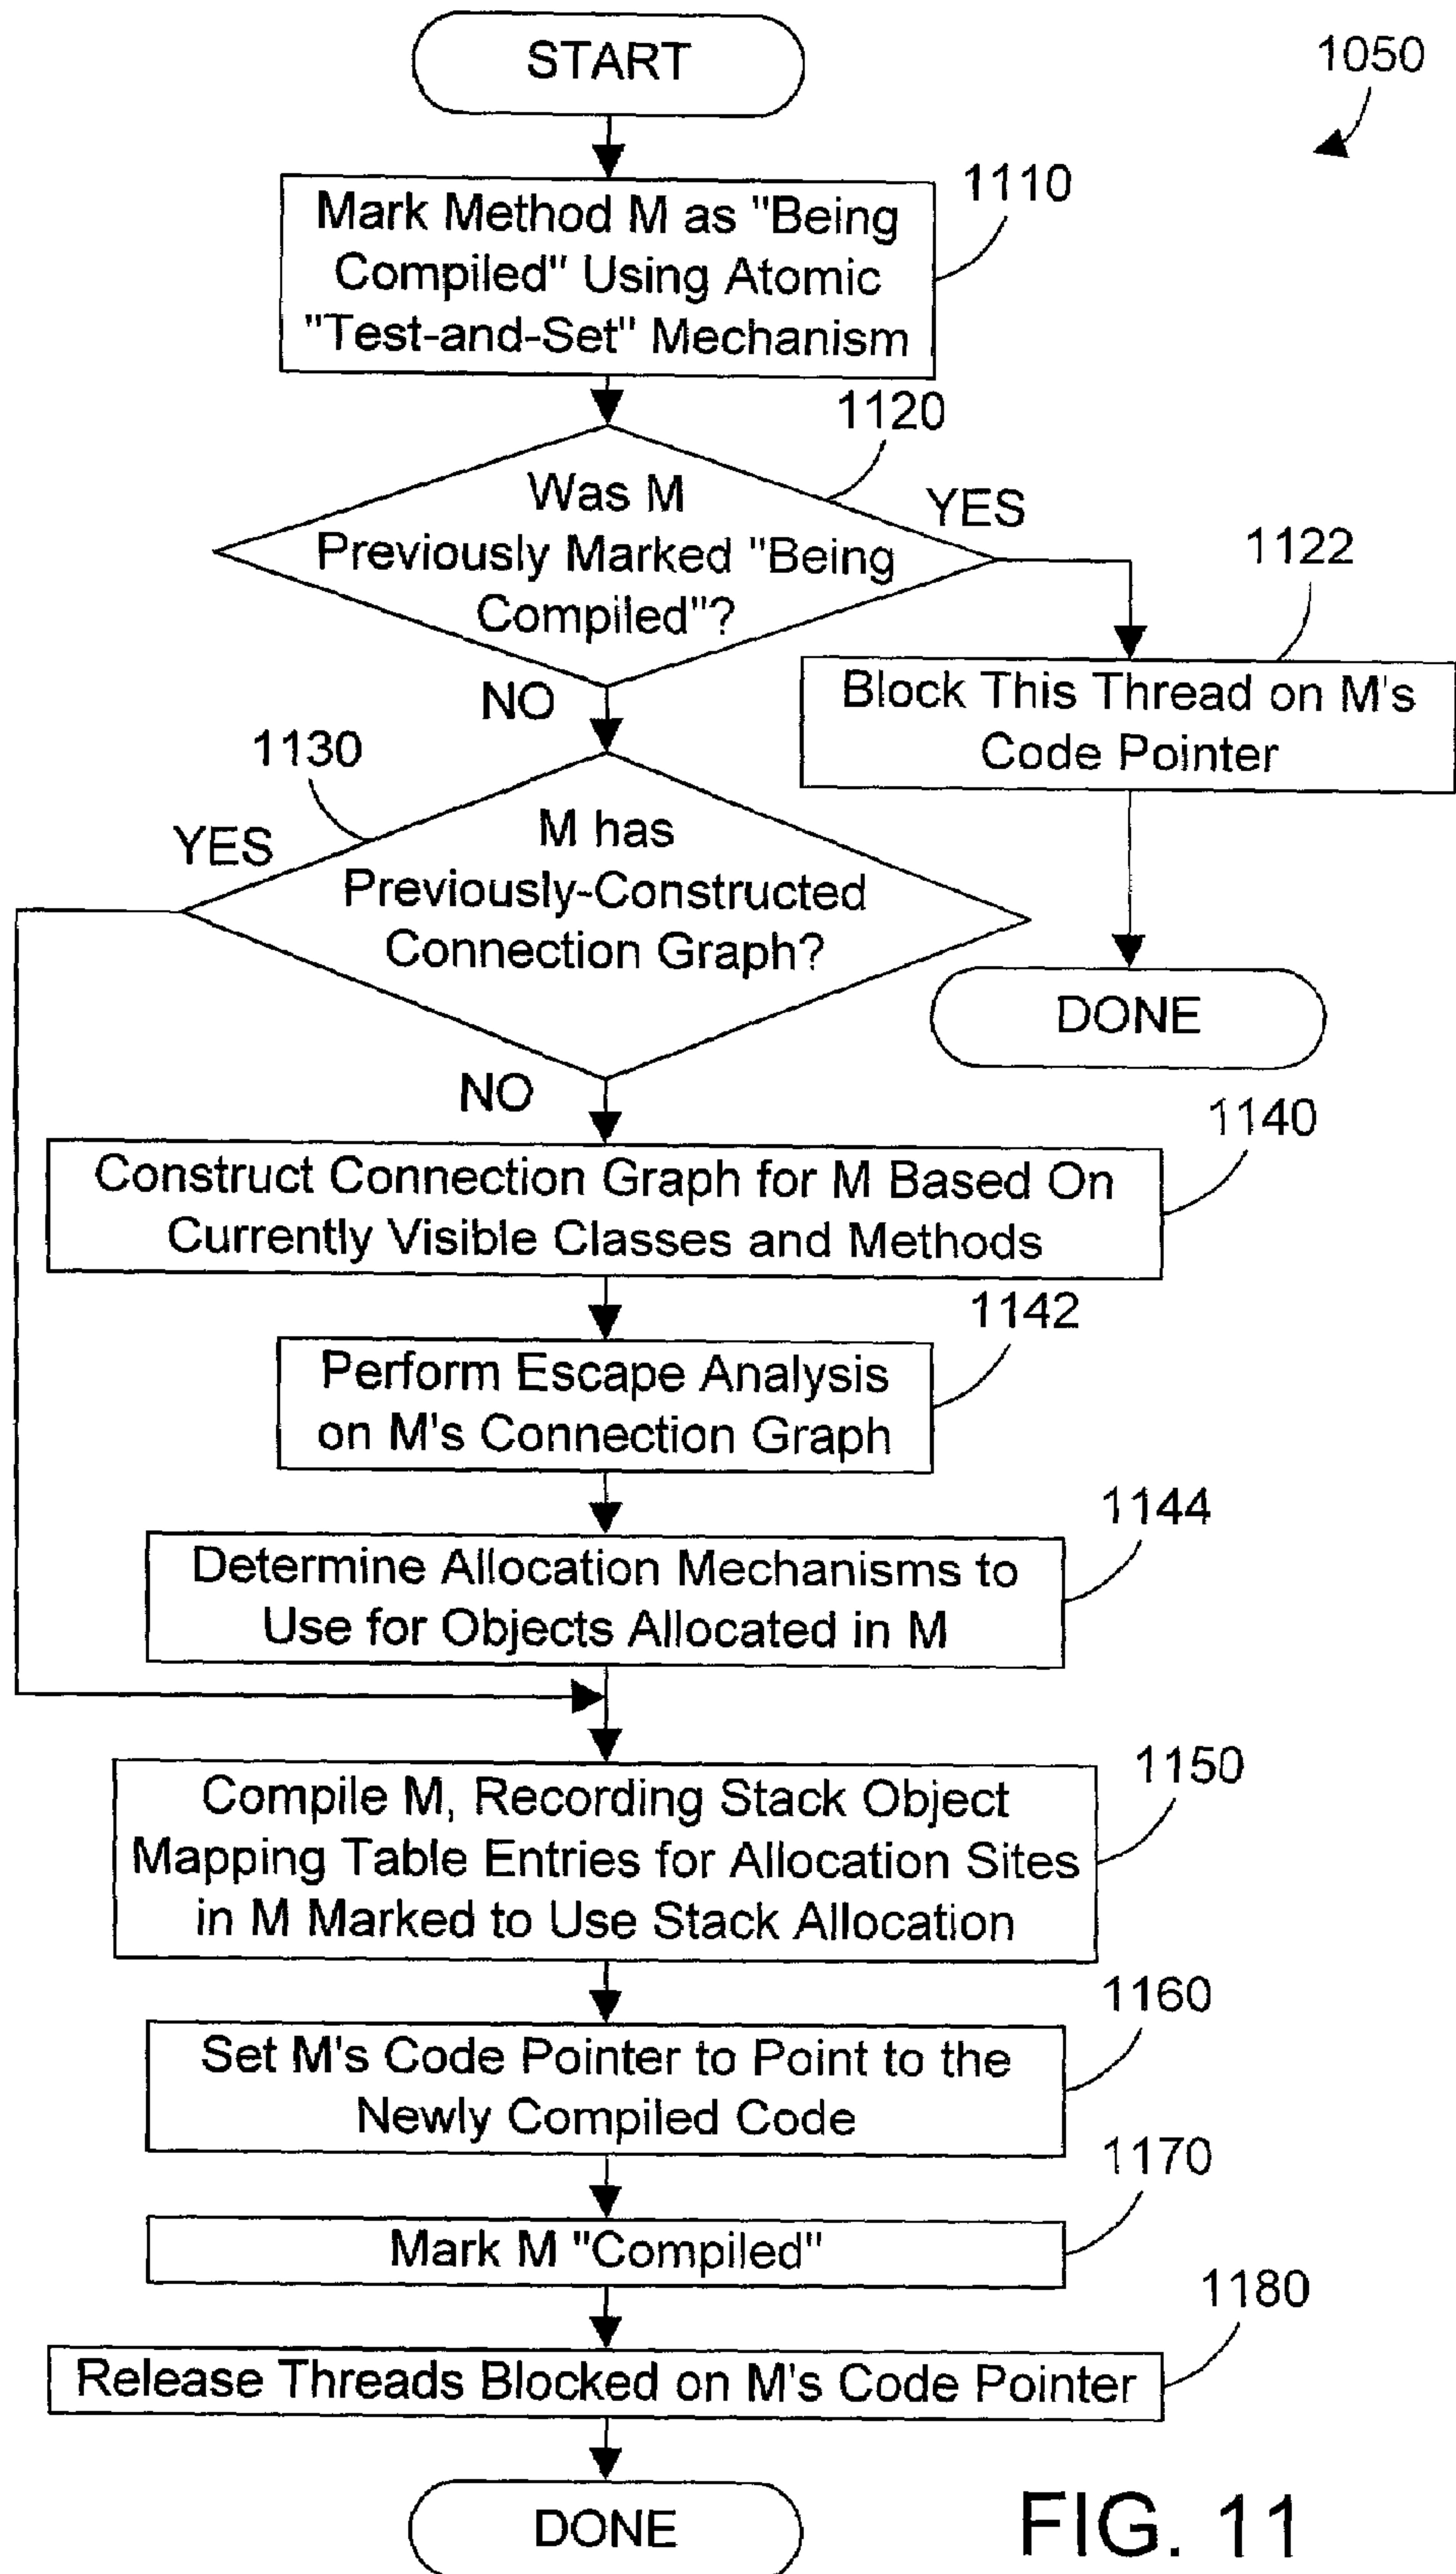 START
1050
1110
Mark Method M as "Being
Compiled" Using Atomic
"Test-and-Set" Mechanism
1120
Was M
Previously Marked "Being
Compiled"?
YES
NO
1122
Block This Thread on M's
Code Pointer
DONE
1130
YES
M has
Previously-Constructed
Connection Graph?
NO
1140
Construct Connection Graph for M Based On
Currently Visible Classes and Methods
1142
Perform Escape Analysis
on M's Connection Graph
1144
Determine Allocation Mechanisms to
Use for Objects Allocated in M
1150
Compile M, Recording Stack Object
Mapping Table Entries for Allocation Sites
in M Marked to Use Stack Allocation
1160
Set M's Code Pointer to Point to the
Newly Compiled Code
1170
Mark M "Compiled"
1180
Release Threads Blocked on M's Code Pointer
DONE
FIG. 11